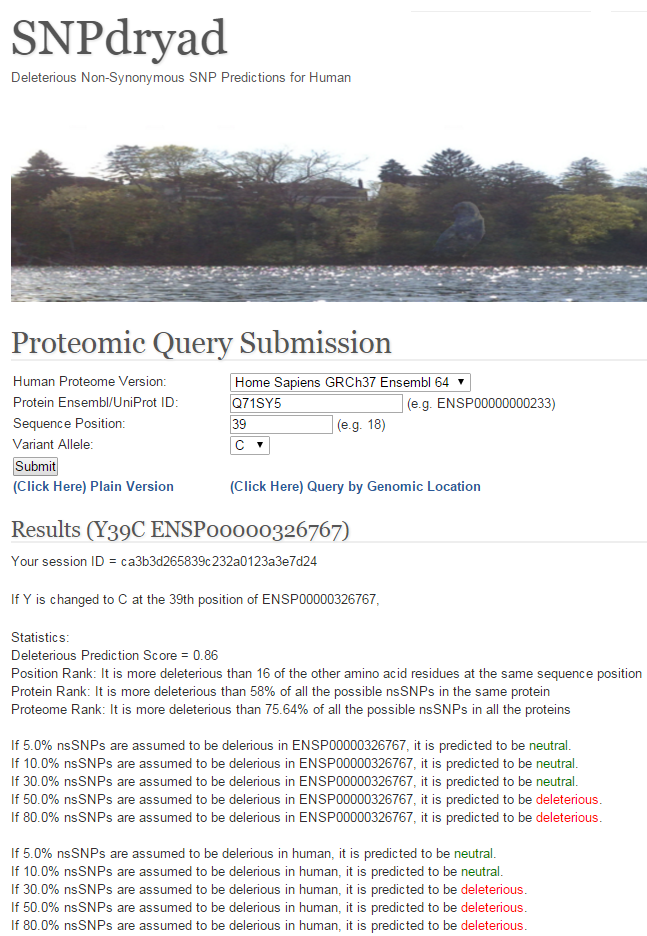 SNPdryad
Deleterious Non-Synonymous SNP Predictions for Human
Proteomic Query Submission
Human Proteome Version: Home Sapiens GRCh37 Ensembl 64
Protein Ensembl/UniProt ID: Q71SY5 (e.g. ENSP00000000233)
Sequence Position: 39 (e.g. 18)
Variant Allele: C
Submit
(Click Here) Plain Version (Click Here) Query by Genomic Location
Results (Y39C ENSP00000326767)
Your session ID = ca3b3d265839c232a0123a3e7d24
If Y is changed to C at the 39th position of ENSP00000326767,
Statistics:
Deleterious Prediction Score = 0.86
Position Rank: It is more deleterious than 16 of the other amino acid residues at the same sequence position
Protein Rank: It is more deleterious than 58% of all the possible nsSNPs in the same protein
Proteome Rank: It is more deleterious than 75.64% of all the possible nsSNPs in all the proteins
If 5.0% nsSNPs are assumed to be delerious in ENSP00000326767, it is predicted to be neutral.
If 10.0% nsSNPs are assumed to be delerious in ENSP00000326767, it is predicted to be neutral.
If 30.0% nsSNPs are assumed to be delerious in ENSP00000326767, it is predicted to be neutral.
If 50.0% nsSNPs are assumed to be delerious in ENSP00000326767, it is predicted to be deleterious.
If 80.0% nsSNPs are assumed to be delerious in ENSP00000326767, it is predicted to be deleterious.
If 5.0% nsSNPs are assumed to be delerious in human, it is predicted to be neutral.
If 10.0% nsSNPs are assumed to be delerious in human, it is predicted to be neutral.
If 30.0% nsSNPs are assumed to be delerious in human, it is predicted to be deleterious.
If 50.0% nsSNPs are assumed to be delerious in human, it is predicted to be deleterious.
If 80.0% nsSNPs are assumed to be delerious in human, it is predicted to be deleterious.